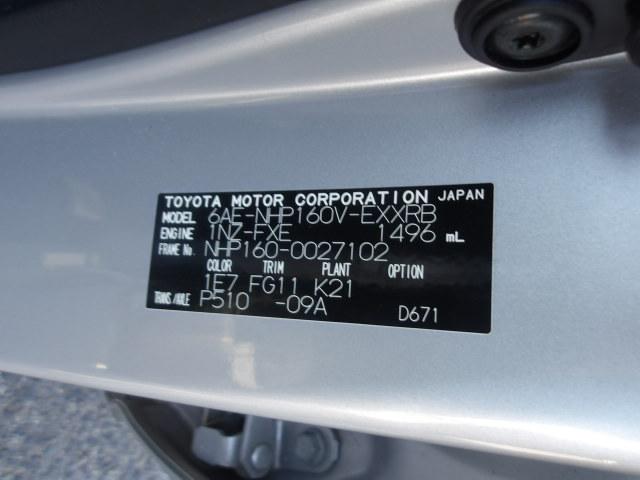 TOYOTA MOTOR CORPORATION JAPAN
MODEL 6AE-NHP160V-EXXRB
ENGINE 1NZ-FXE 1496 mL
FRAME No. NHP160-0027102
COLOR TRIM PLANT OPTION
1E7 FG11 K21
TRANS/AXLE P510 -09A D671